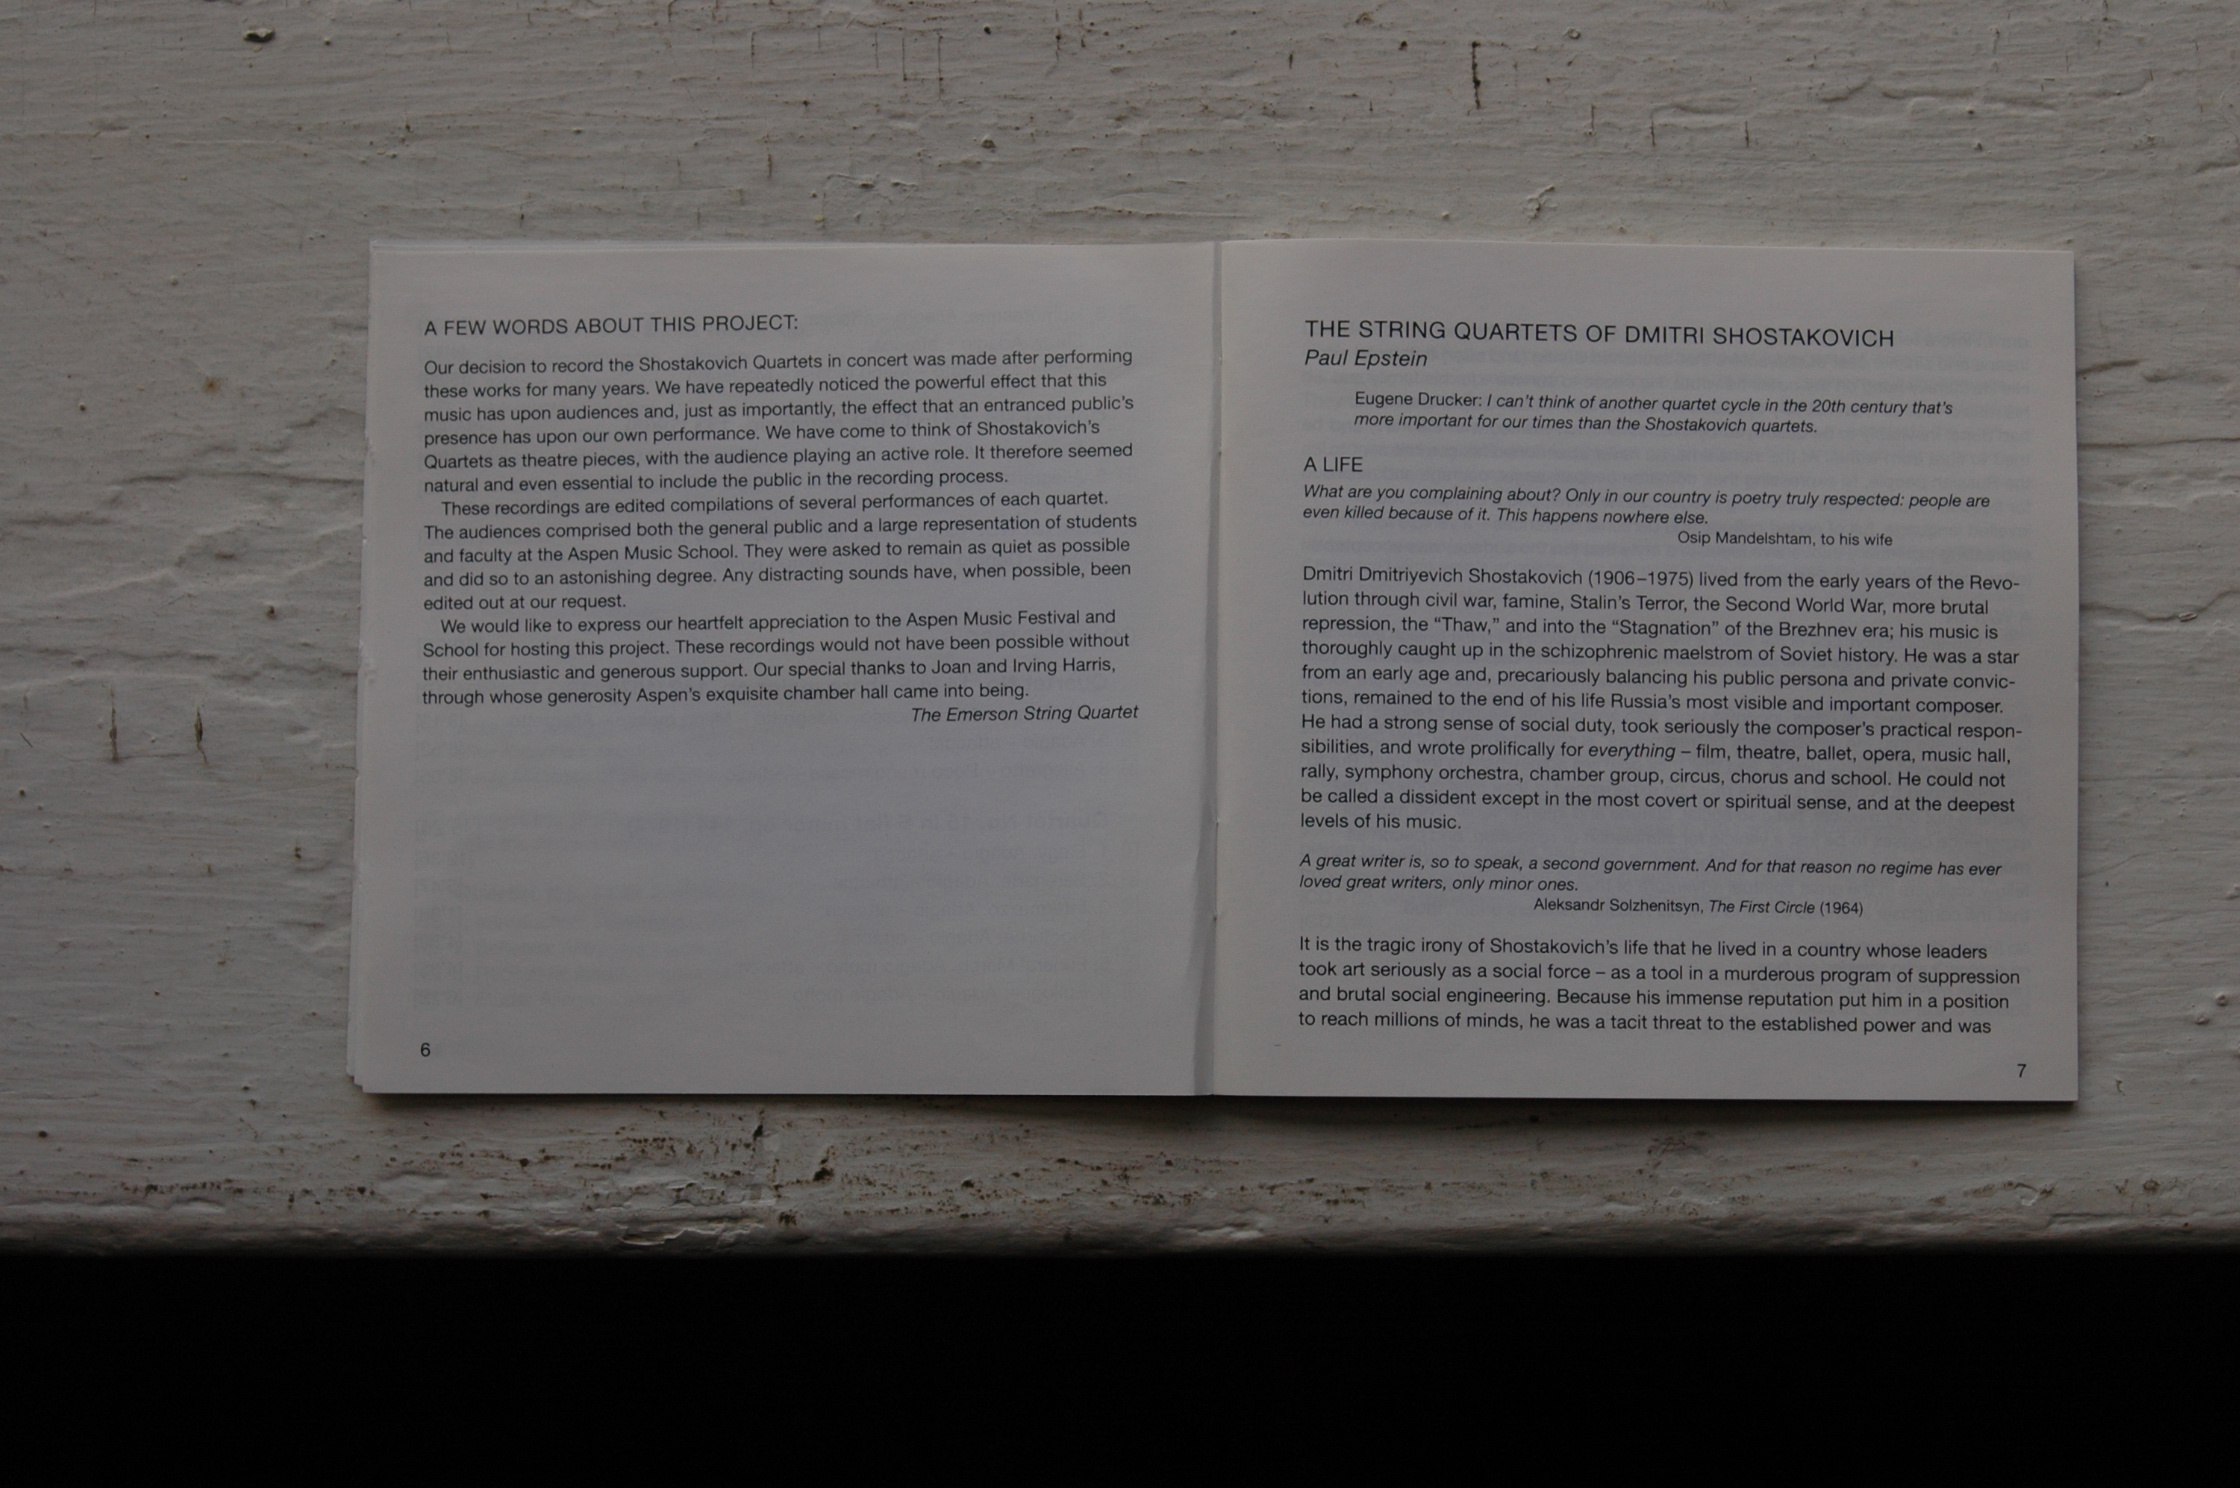 A FEW WORDS ABOUT THIS PROJECT:
Our decision to record the Shostakovich Quartets in concert was made after performing
these works for many years. We have repeatedly noticed the powerful effect that this
music has upon audiences and, just as importantly, the effect that an entranced public's
presence has upon our own performance. We have come to think of Shostakovich's
Quartets as theatre pieces, with the audience playing an active role. It therefore seemed
natural and even essential to include the public in the recording process.
These recordings are edited compilations of several performances of each quartet.
The audiences comprised both the general public and a large representation of students
and faculty at the Aspen Music School. They were asked to remain as quiet as possible
and did so to an astonishing degree. Any distracting sounds have, when possible, been
edited out at our request.
We would like to express our heartfelt appreciation to the Aspen Music Festival and
School for hosting this project. These recordings would not have been possible without
their enthusiastic and generous support. Our special thanks to Joan and Irving Harris,
through whose generosity Aspen's exquisite chamber hall came into being.
The Emerson String Quartet
6
THE STRING QUARTETS OF DMITRI SHOSTAKOVICH
Paul Epstein
Eugene Drucker: I can't think of another quartet cycle in the 20th century that's
more important for our times than the Shostakovich quartets.
A LIFE
What are you complaining about? Only in our country is poetry truly respected: people are
even killed because of it. This happens nowhere else.
Osip Mandelshtam, to his wife
Dmitri Dmitriyevich Shostakovich (1906–1975) lived from the early years of the Revo-
lution through civil war, famine, Stalin's Terror, the Second World War, more brutal
repression, the “Thaw,” and into the “Stagnation” of the Brezhnev era; his music is
thoroughly caught up in the schizophrenic maelstrom of Soviet history. He was a star
from an early age and, precariously balancing his public persona and private convic-
tions, remained to the end of his life Russia's most visible and important composer.
He had a strong sense of social duty, took seriously the composer's practical respon-
sibilities, and wrote prolifically for everything – film, theatre, ballet, opera, music hall,
rally, symphony orchestra, chamber group, circus, chorus and school. He could not
be called a dissident except in the most covert or spiritual sense, and at the deepest
levels of his music.
A great writer is, so to speak, a second government. And for that reason no regime has ever
loved great writers, only minor ones.
Aleksandr Solzhenitsyn, The First Circle (1964)
It is the tragic irony of Shostakovich's life that he lived in a country whose leaders
took art seriously as a social force – as a tool in a murderous program of suppression
and brutal social engineering. Because his immense reputation put him in a position
to reach millions of minds, he was a tacit threat to the established power and was
7